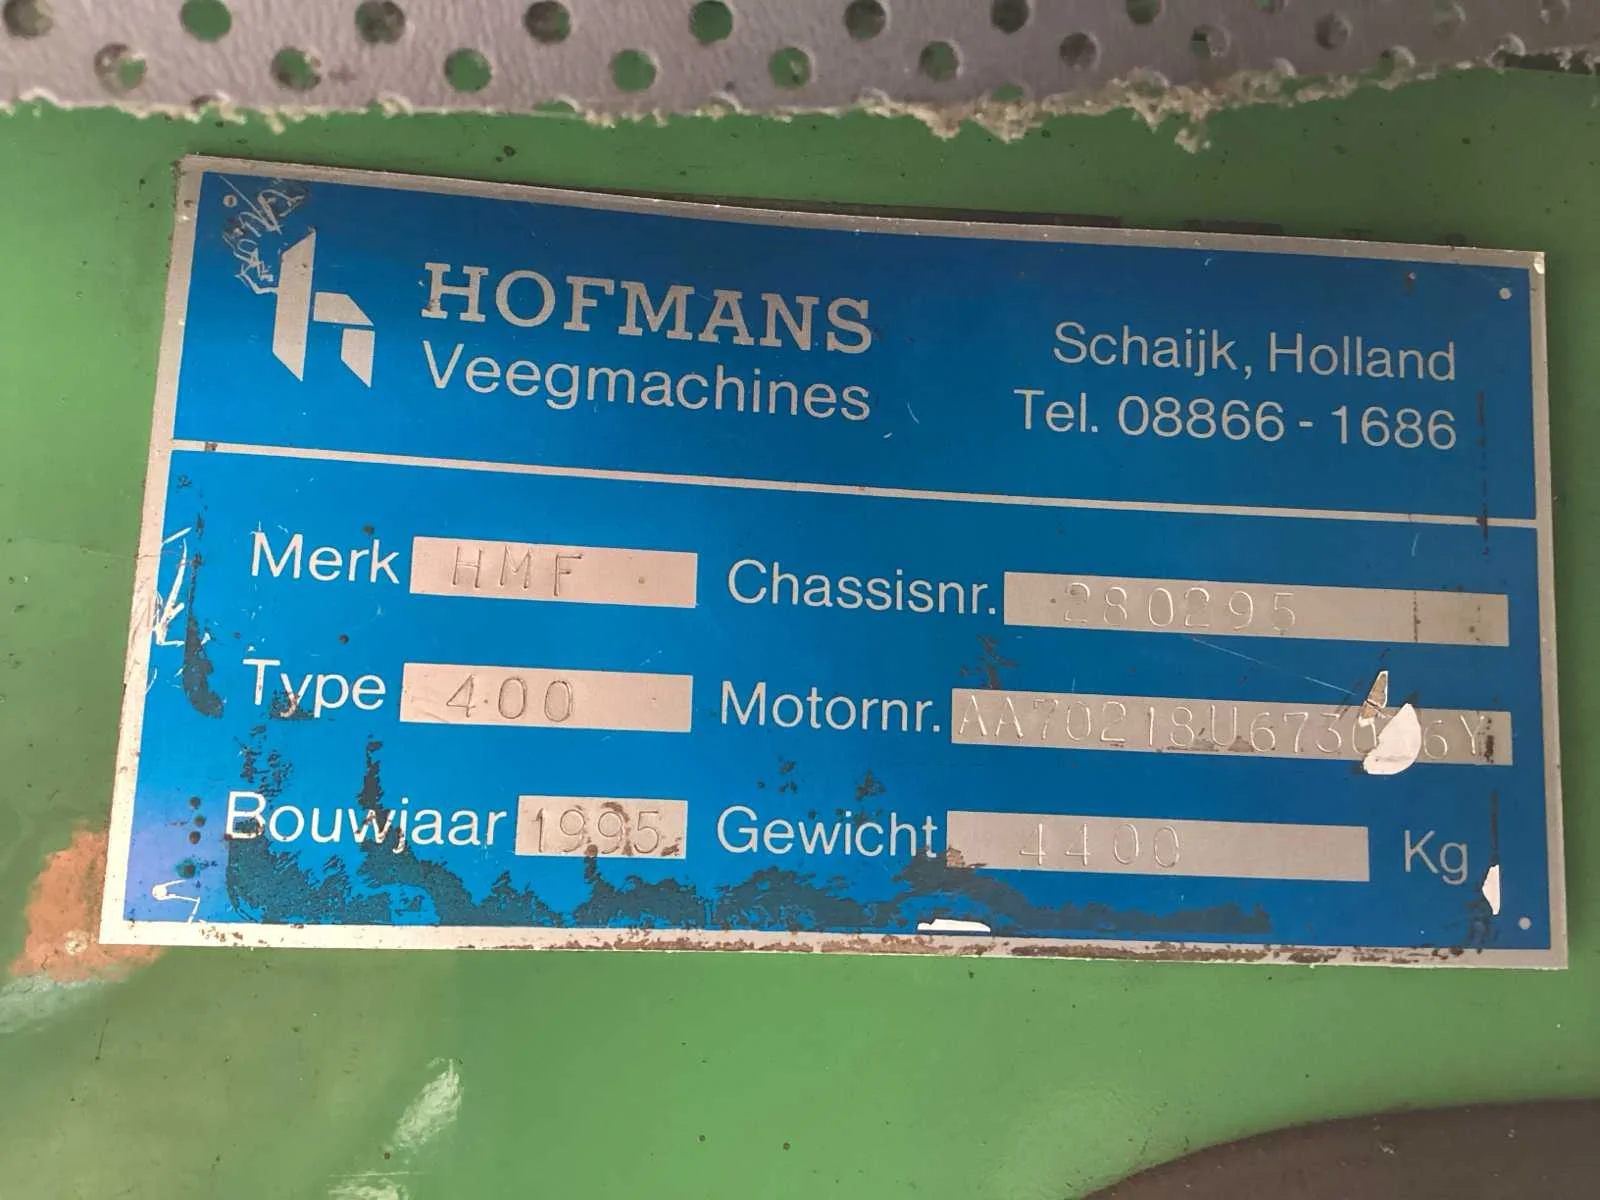 HOFMANS
Veegmachines
Schaijk, Holland
Tel. 08866-1686
Merk HMF Chassisnr. 280295
Type 400 Motornr.
Bouwjaar 1995 Gewicht 4400 Kg